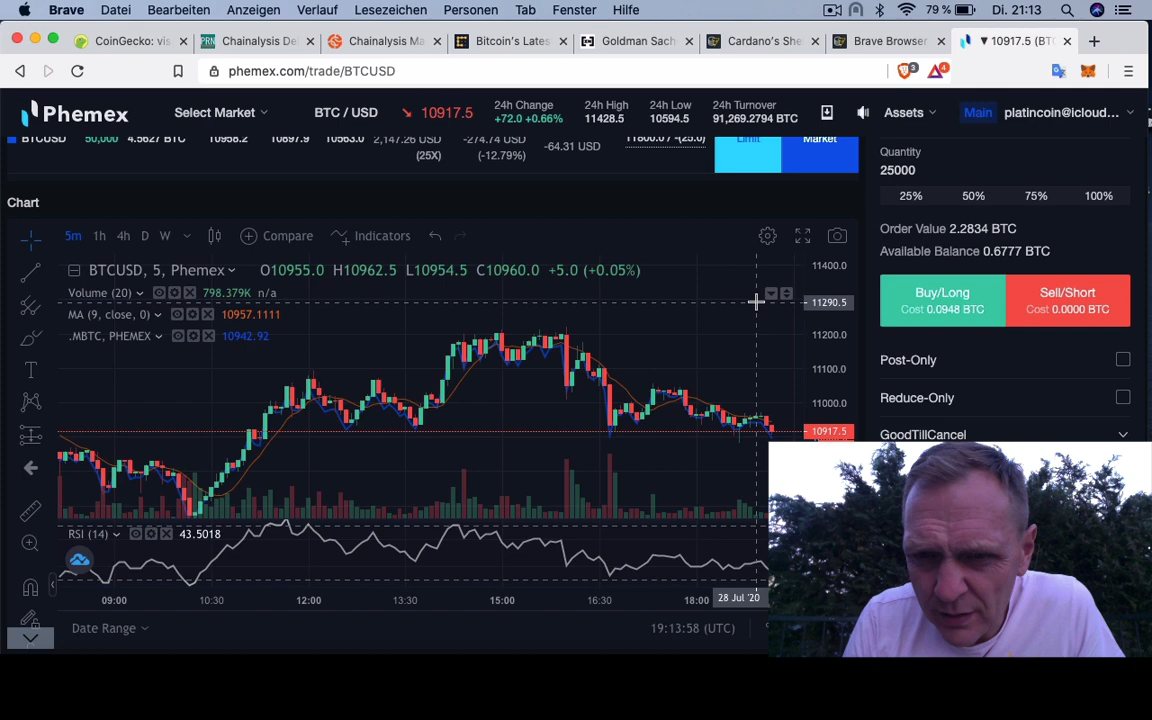 Brave Datei Bearbeiten Anzeigen Verlauf Lesezeichen Personen Tab Fenster Hilfe 79 % Di. 21:13
CoinGecko: vis Chainalysis De Chainalysis Ma Bitcoin's Lates Goldman Sach Cardano's She Brave Browser ▼ 10917.5 (BTC
phemex.com/trade/BTCUSD 3 4
Phemex Select Market BTC / USD ↘ 10917.5 24h Change 24h High 24h Low 24h Turnover Assets Main platincoin@icloud...
+72.0 +0.66% 11428.5 10594.5 91,269.2794 BTC
BTCUSD 50,000 4.5627 BTC 10958.2 10897.9 10563.0 2,147.26 USD -274.74 USD -64.31 USD 11800.0 / -(25.0) Limit Market
(25X) (-12.79%)
Quantity
25000
25% 50% 75% 100%
Order Value 2.2834 BTC
Available Balance 0.6777 BTC
Buy/Long Sell/Short
Cost 0.0948 BTC Cost 0.0000 BTC
Post-Only
Reduce-Only
GoodTillCancel
Chart
5m 1h 4h D W Compare Indicators
BTCUSD, 5, Phemex O10955.0 H10962.5 L10954.5 C10960.0 +5.0 (+0.05%)
Volume (20) 798.379K n/a
MA (9, close, 0) 10957.1111
.MBTC, PHEMEX 10942.92
11400.0
11290.5
11200.0
11100.0
11000.0
10917.5
RSI (14) 43.5018
09:00 10:30 12:00 13:30 15:00 16:30 18:00 28 Jul '20
Date Range 19:13:58 (UTC)